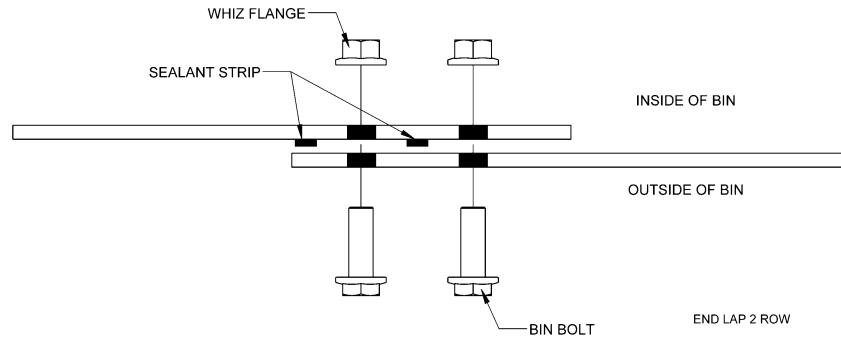 WHIZ FLANGE
SEALANT STRIP
INSIDE OF BIN
OUTSIDE OF BIN
BIN BOLT
END LAP 2 ROW